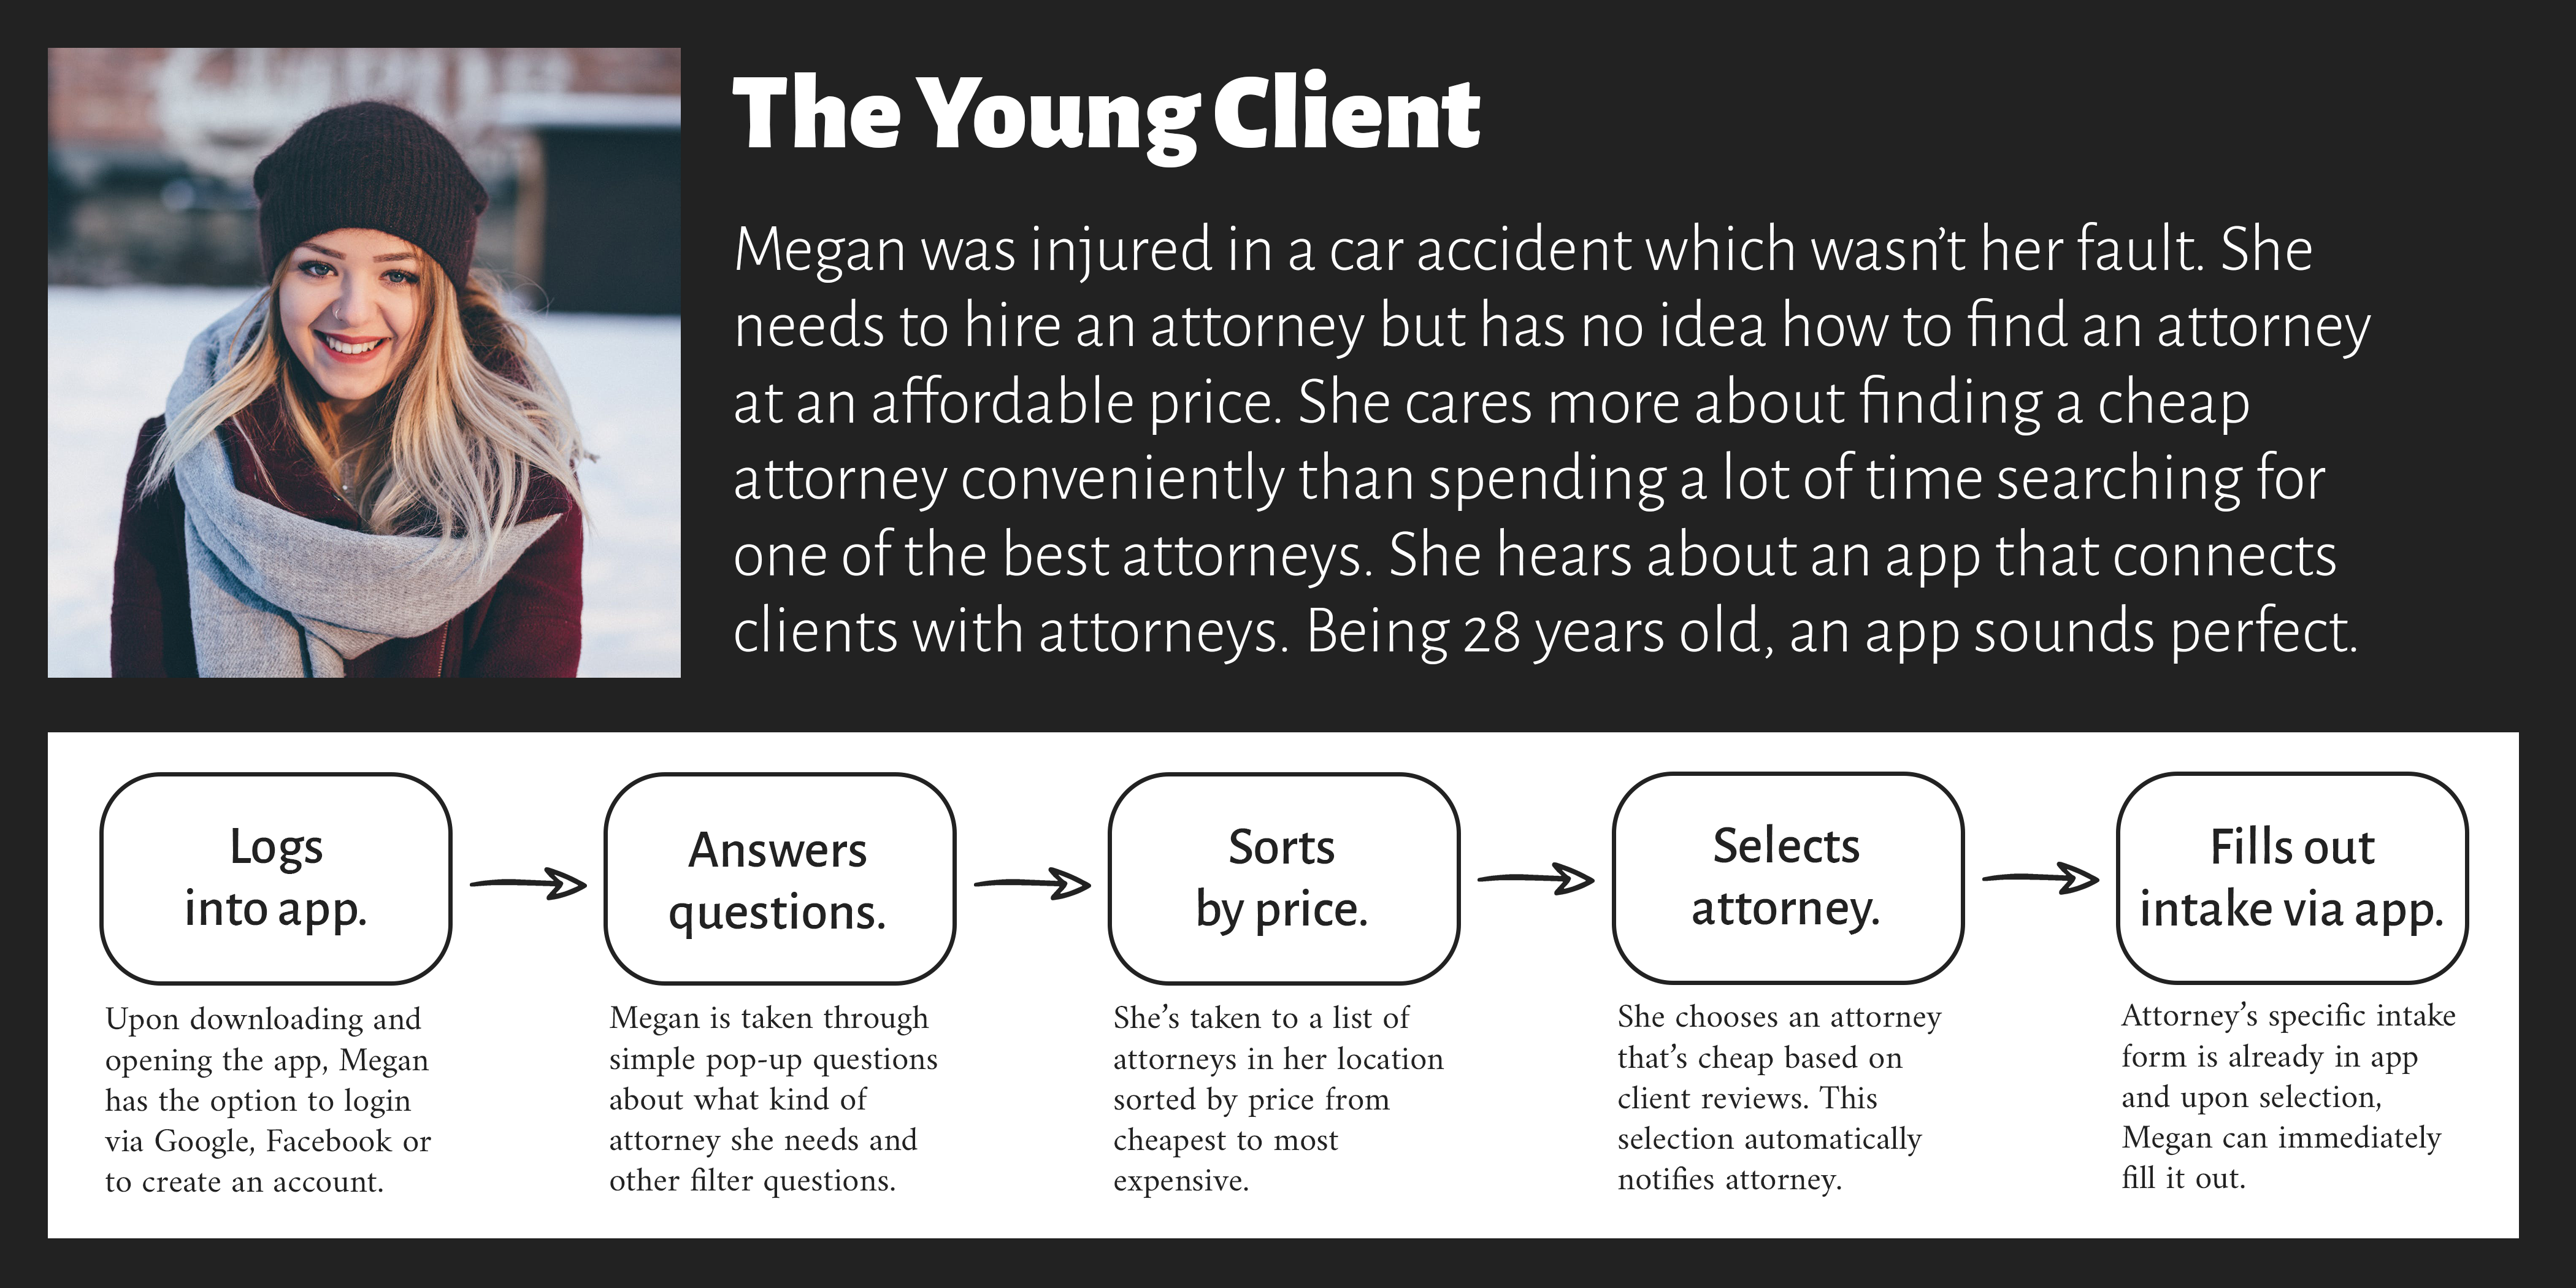 The Young Client
Megan was injured in a car accident which wasn’t her fault. She
needs to hire an attorney but has no idea how to find an attorney
at an affordable price. She cares more about finding a cheap
attorney conveniently than spending a lot of time searching for
one of the best attorneys. She hears about an app that connects
clients with attorneys. Being 28 years old, an app sounds perfect.
Logs
into app.
Upon downloading and
opening the app, Megan
has the option to login
via Google, Facebook or
to create an account.
Answers
questions.
Megan is taken through
simple pop-up questions
about what kind of
attorney she needs and
other filter questions.
Sorts
by price.
She’s taken to a list of
attorneys in her location
sorted by price from
cheapest to most
expensive.
Selects
attorney.
She chooses an attorney
that’s cheap based on
client reviews. This
selection automatically
notifies attorney.
Fills out
intake via app.
Attorney’s specific intake
form is already in app
and upon selection,
Megan can immediately
fill it out.